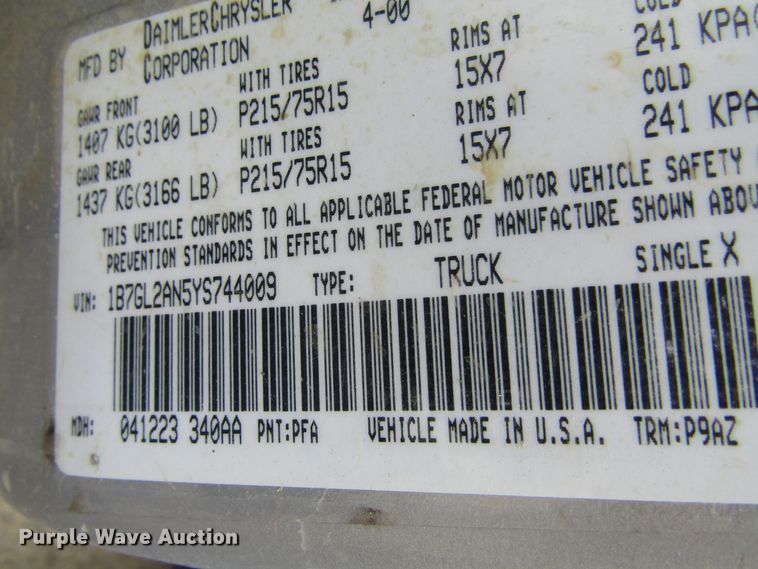 MFD BY DAIMLERCHRYSLER CORPORATION 4-00
GAWR FRONT WITH TIRES RIMS AT COLD
1407 KG(3100 LB) P215/75R15 15X7 241 KPA
GAWR REAR WITH TIRES RIMS AT COLD
1437 KG(3166 LB) P215/75R15 15X7 241 KPA
THIS VEHICLE CONFORMS TO ALL APPLICABLE FEDERAL MOTOR VEHICLE SAFETY
PREVENTION STANDARDS IN EFFECT ON THE DATE OF MANUFACTURE SHOWN ABOV
VIN: 1B7GL2AN5YS744009 TYPE: TRUCK SINGLE X
MDH: 041223 340AA PNT:PFA VEHICLE MADE IN U.S.A. TRM:P9AZ
Purple Wave Auction